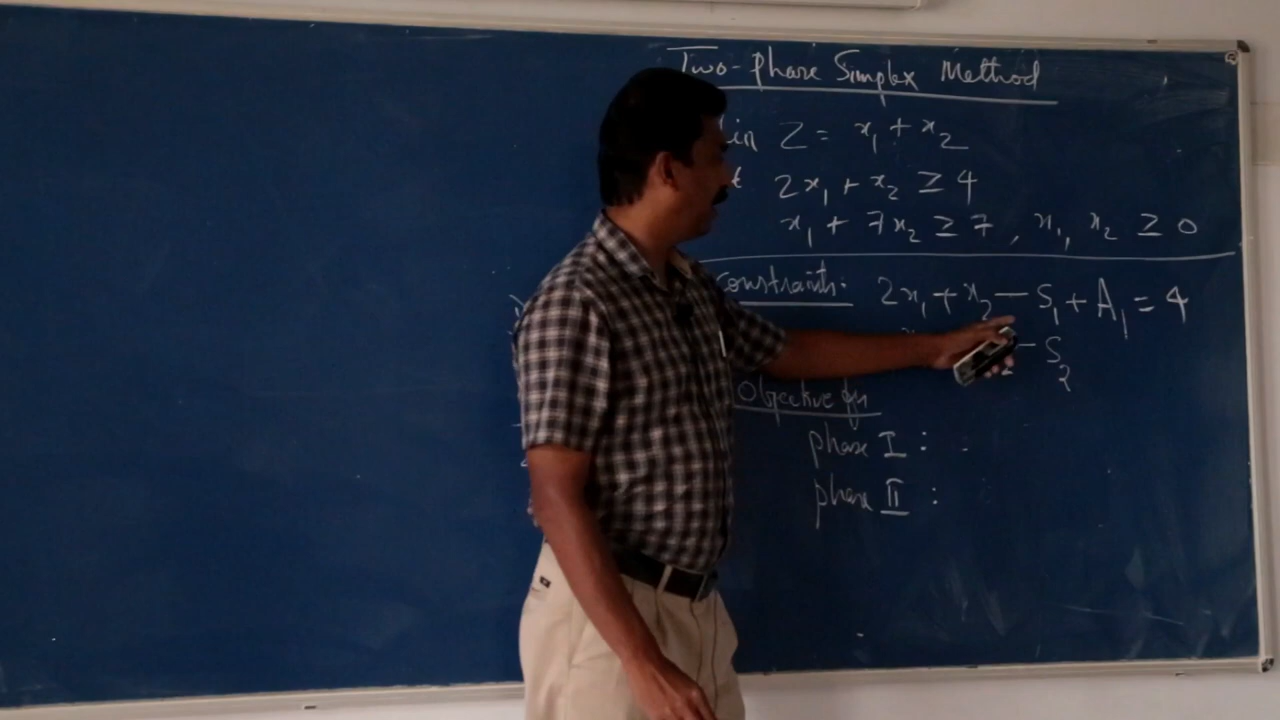 Two-phase Simplex Method
in Z = x₁ + x₂
t 2x₁ + x₂ ≥ 4
x₁ + 7x₂ ≥ 7, x₁, x₂ ≥ 0
constraints: 2x₁ + x₂ - S₁ + A₁ = 4
- S₂
Objective fn
phase I :
phase II :